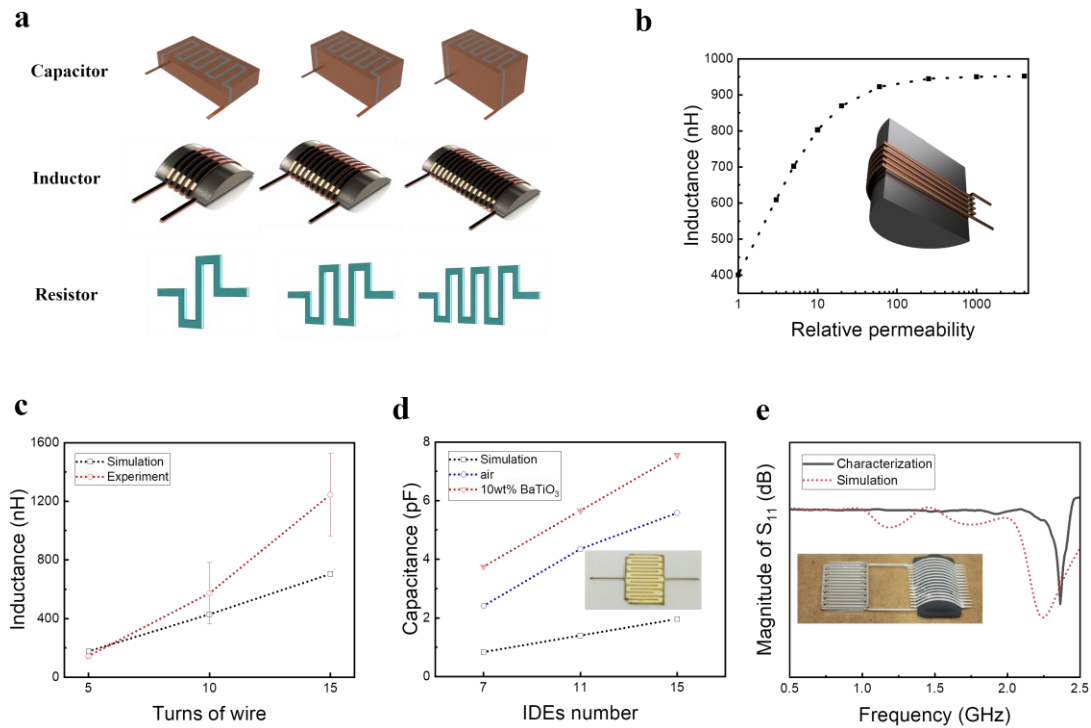 a
Capacitor
Inductor
Resistor
b
1000
900
800
700
600
500
400
1
10
100
1000
Inductance (nH)
Relative permeability
c
1600
1200
800
400
0
5
10
15
Simulation
Experiment
Inductance (nH)
Turns of wire
d
8
6
4
2
0
7
11
15
Simulation
air
10wt% BaTiO₃
Capacitance (pF)
IDEs number
e
Characterization
Simulation
Magnitude of S₁₁ (dB)
0.5
1.0
1.5
2.0
2.5
Frequency (GHz)